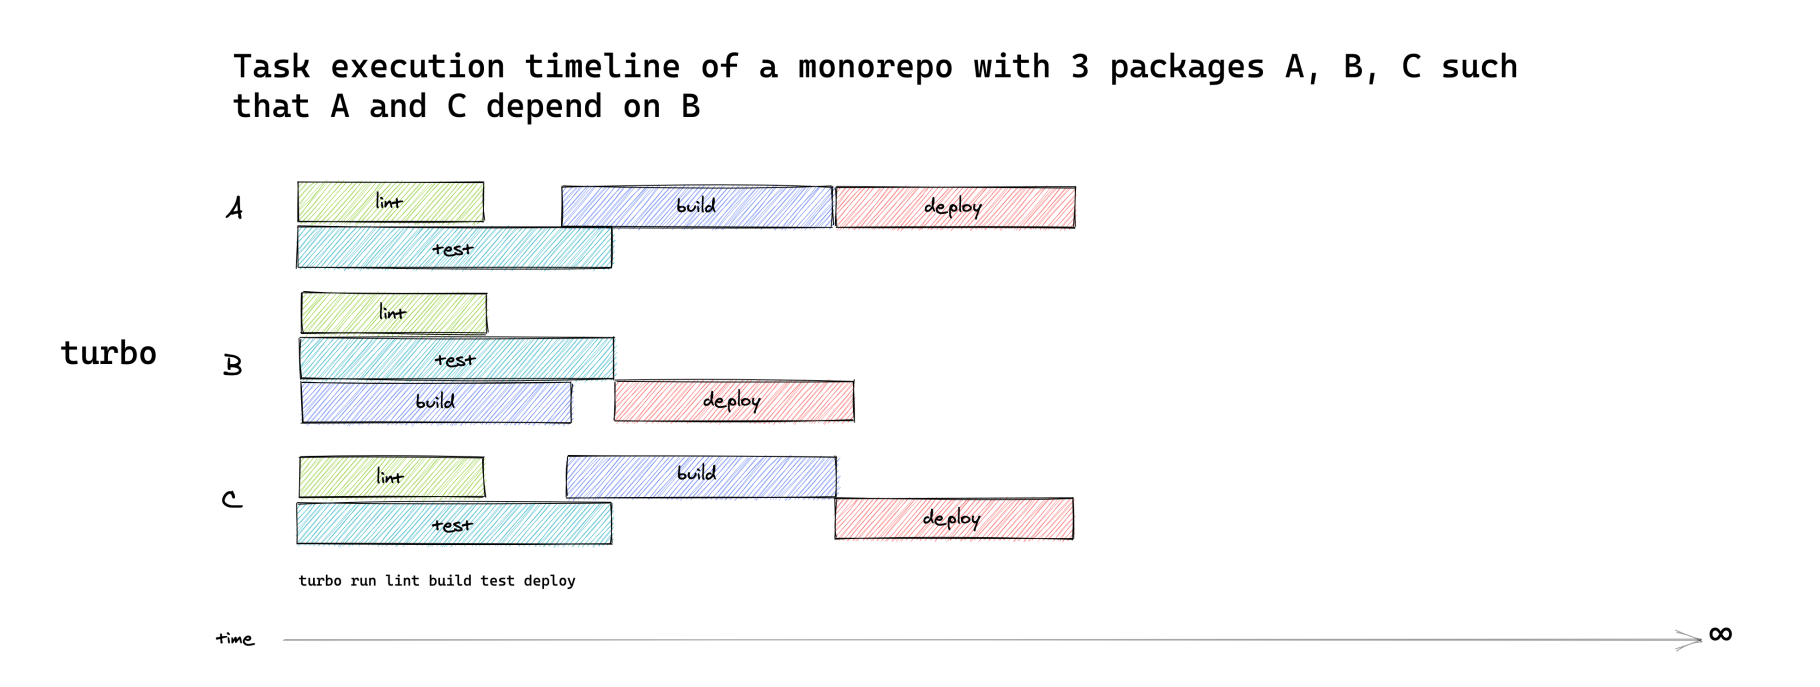 Task execution timeline of a monorepo with 3 packages A, B, C such
that A and C depend on B
turbo
A
lint
build
deploy
test
B
lint
test
build
deploy
C
lint
build
test
deploy
turbo run lint build test deploy
time
∞